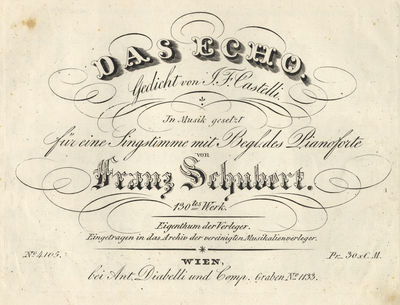 DAS ECHO.
Gedicht von I. F. Castelli.
In Musik gesetzt
für eine Singstimme mit Begl. des Pianoforte
VON
Franz Schubert.
130tes Werk.
Eigenthum der Verleger.
Eingetragen in das Archiv der vereinigten Musikalienverleger.
No. 4105. Pr. 30 x C. M.
WIEN,
bei Ant. Diabelli und Comp. Graben No. 1133.